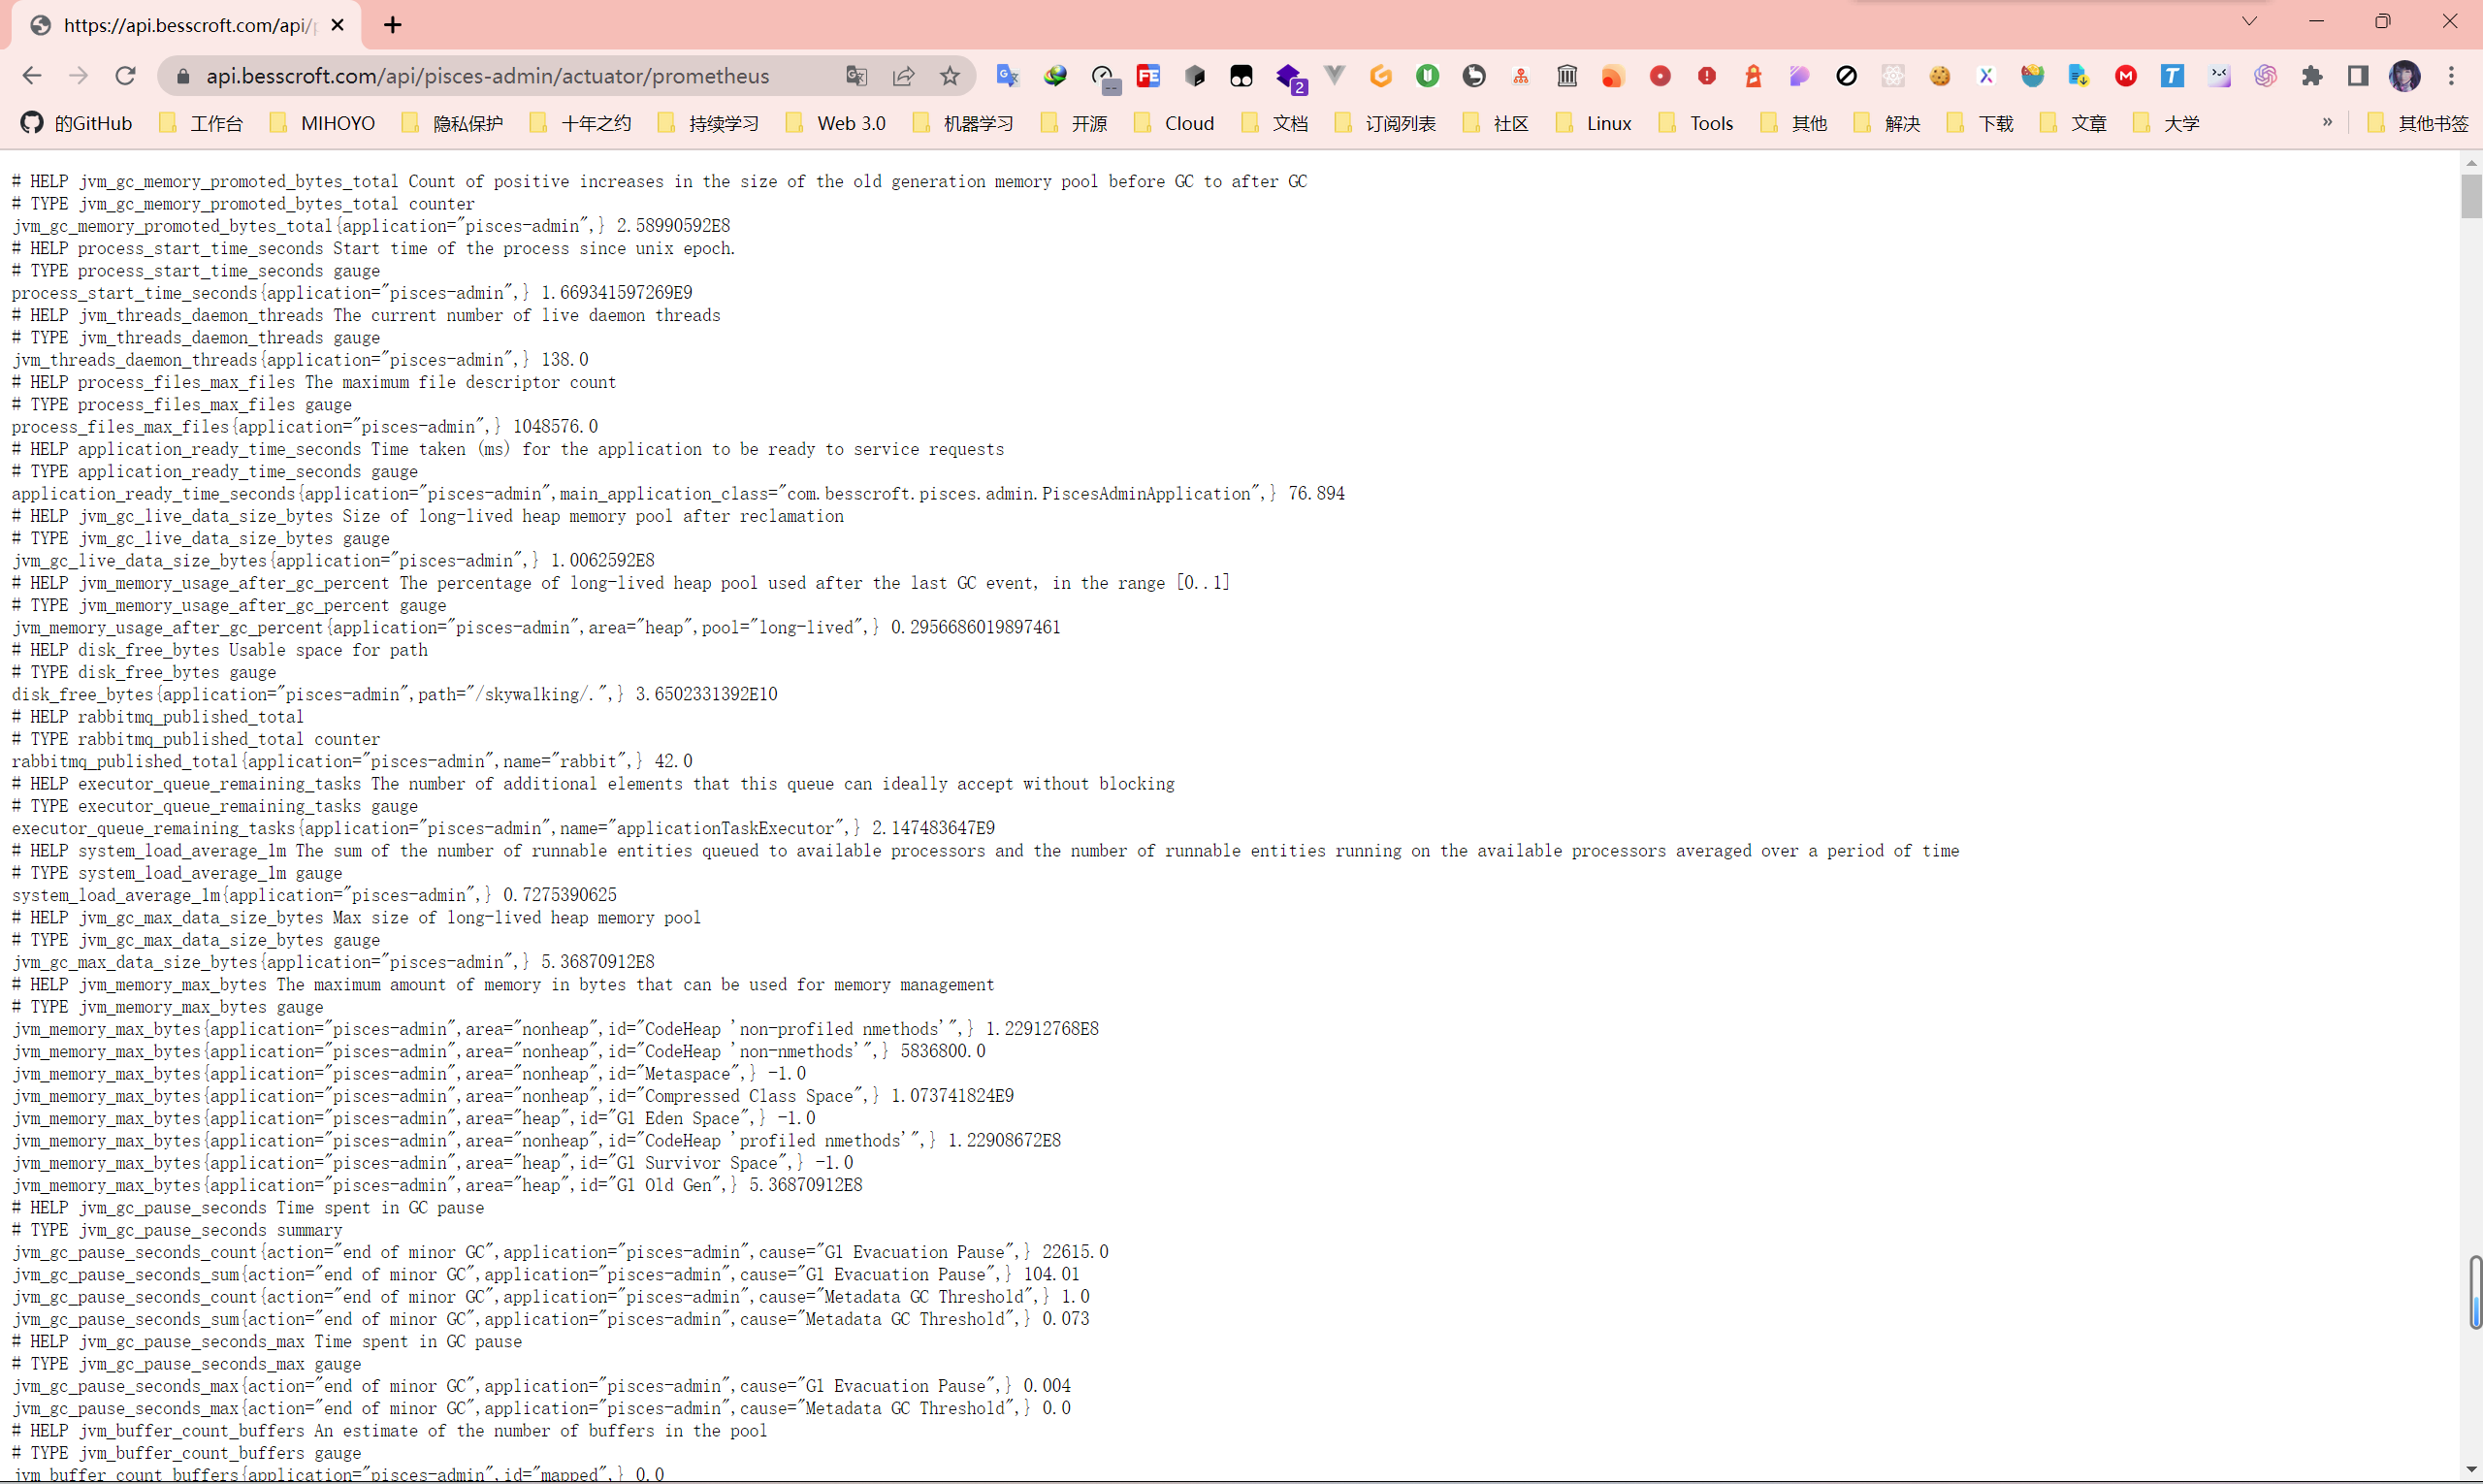 https://api.besscroft.com/api/p
api.besscroft.com/api/pisces-admin/actuator/prometheus
2
的GitHub 工作台 MIHOYO 隐私保护 十年之约 持续学习 Web 3.0 机器学习 开源 Cloud 文档 订阅列表 社区 Linux Tools 其他 解决 下载 文章 大学 » 其他书签
# HELP jvm_gc_memory_promoted_bytes_total Count of positive increases in the size of the old generation memory pool before GC to after GC
# TYPE jvm_gc_memory_promoted_bytes_total counter
jvm_gc_memory_promoted_bytes_total{application="pisces-admin",} 2.58990592E8
# HELP process_start_time_seconds Start time of the process since unix epoch.
# TYPE process_start_time_seconds gauge
process_start_time_seconds{application="pisces-admin",} 1.669341597269E9
# HELP jvm_threads_daemon_threads The current number of live daemon threads
# TYPE jvm_threads_daemon_threads gauge
jvm_threads_daemon_threads{application="pisces-admin",} 138.0
# HELP process_files_max_files The maximum file descriptor count
# TYPE process_files_max_files gauge
process_files_max_files{application="pisces-admin",} 1048576.0
# HELP application_ready_time_seconds Time taken (ms) for the application to be ready to service requests
# TYPE application_ready_time_seconds gauge
application_ready_time_seconds{application="pisces-admin",main_application_class="com.besscroft.pisces.admin.PiscesAdminApplication",} 76.894
# HELP jvm_gc_live_data_size_bytes Size of long-lived heap memory pool after reclamation
# TYPE jvm_gc_live_data_size_bytes gauge
jvm_gc_live_data_size_bytes{application="pisces-admin",} 1.0062592E8
# HELP jvm_memory_usage_after_gc_percent The percentage of long-lived heap pool used after the last GC event, in the range [0..1]
# TYPE jvm_memory_usage_after_gc_percent gauge
jvm_memory_usage_after_gc_percent{application="pisces-admin",area="heap",pool="long-lived",} 0.2956686019897461
# HELP disk_free_bytes Usable space for path
# TYPE disk_free_bytes gauge
disk_free_bytes{application="pisces-admin",path="/skywalking/.",} 3.6502331392E10
# HELP rabbitmq_published_total
# TYPE rabbitmq_published_total counter
rabbitmq_published_total{application="pisces-admin",name="rabbit",} 42.0
# HELP executor_queue_remaining_tasks The number of additional elements that this queue can ideally accept without blocking
# TYPE executor_queue_remaining_tasks gauge
executor_queue_remaining_tasks{application="pisces-admin",name="applicationTaskExecutor",} 2.147483647E9
# HELP system_load_average_1m The sum of the number of runnable entities queued to available processors and the number of runnable entities running on the available processors averaged over a period of time
# TYPE system_load_average_1m gauge
system_load_average_1m{application="pisces-admin",} 0.7275390625
# HELP jvm_gc_max_data_size_bytes Max size of long-lived heap memory pool
# TYPE jvm_gc_max_data_size_bytes gauge
jvm_gc_max_data_size_bytes{application="pisces-admin",} 5.36870912E8
# HELP jvm_memory_max_bytes The maximum amount of memory in bytes that can be used for memory management
# TYPE jvm_memory_max_bytes gauge
jvm_memory_max_bytes{application="pisces-admin",area="nonheap",id="CodeHeap 'non-profiled nmethods'",} 1.22912768E8
jvm_memory_max_bytes{application="pisces-admin",area="nonheap",id="CodeHeap 'non-nmethods'",} 5836800.0
jvm_memory_max_bytes{application="pisces-admin",area="nonheap",id="Metaspace",} -1.0
jvm_memory_max_bytes{application="pisces-admin",area="nonheap",id="Compressed Class Space",} 1.073741824E9
jvm_memory_max_bytes{application="pisces-admin",area="heap",id="G1 Eden Space",} -1.0
jvm_memory_max_bytes{application="pisces-admin",area="nonheap",id="CodeHeap 'profiled nmethods'",} 1.22908672E8
jvm_memory_max_bytes{application="pisces-admin",area="heap",id="G1 Survivor Space",} -1.0
jvm_memory_max_bytes{application="pisces-admin",area="heap",id="G1 Old Gen",} 5.36870912E8
# HELP jvm_gc_pause_seconds Time spent in GC pause
# TYPE jvm_gc_pause_seconds summary
jvm_gc_pause_seconds_count{action="end of minor GC",application="pisces-admin",cause="G1 Evacuation Pause",} 22615.0
jvm_gc_pause_seconds_sum{action="end of minor GC",application="pisces-admin",cause="G1 Evacuation Pause",} 104.01
jvm_gc_pause_seconds_count{action="end of minor GC",application="pisces-admin",cause="Metadata GC Threshold",} 1.0
jvm_gc_pause_seconds_sum{action="end of minor GC",application="pisces-admin",cause="Metadata GC Threshold",} 0.073
# HELP jvm_gc_pause_seconds_max Time spent in GC pause
# TYPE jvm_gc_pause_seconds_max gauge
jvm_gc_pause_seconds_max{action="end of minor GC",application="pisces-admin",cause="G1 Evacuation Pause",} 0.004
jvm_gc_pause_seconds_max{action="end of minor GC",application="pisces-admin",cause="Metadata GC Threshold",} 0.0
# HELP jvm_buffer_count_buffers An estimate of the number of buffers in the pool
# TYPE jvm_buffer_count_buffers gauge
jvm_buffer_count_buffers{application="pisces-admin",id="mapped",} 0.0